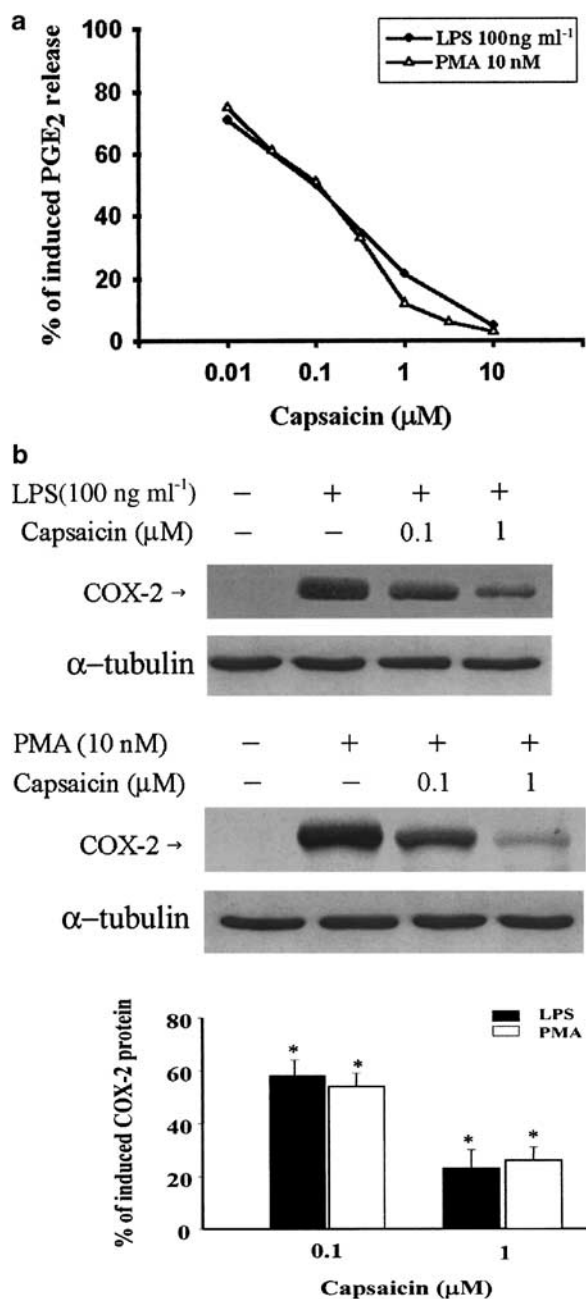 a
% of induced PGE2 release
100
80
60
40
20
0
LPS 100ng ml⁻¹
PMA 10 nM
0.01 0.1 1 10
Capsaicin (μM)
b
LPS(100 ng ml⁻¹) − + + +
Capsaicin (μM) − − 0.1 1
COX-2 →
α−tubulin
PMA (10 nM) − + + +
Capsaicin (μM) − − 0.1 1
COX-2 →
α−tubulin
% of induced COX-2 protein
80
60
40
20
0
LPS
PMA
* *
* *
0.1 1
Capsaicin (μM)